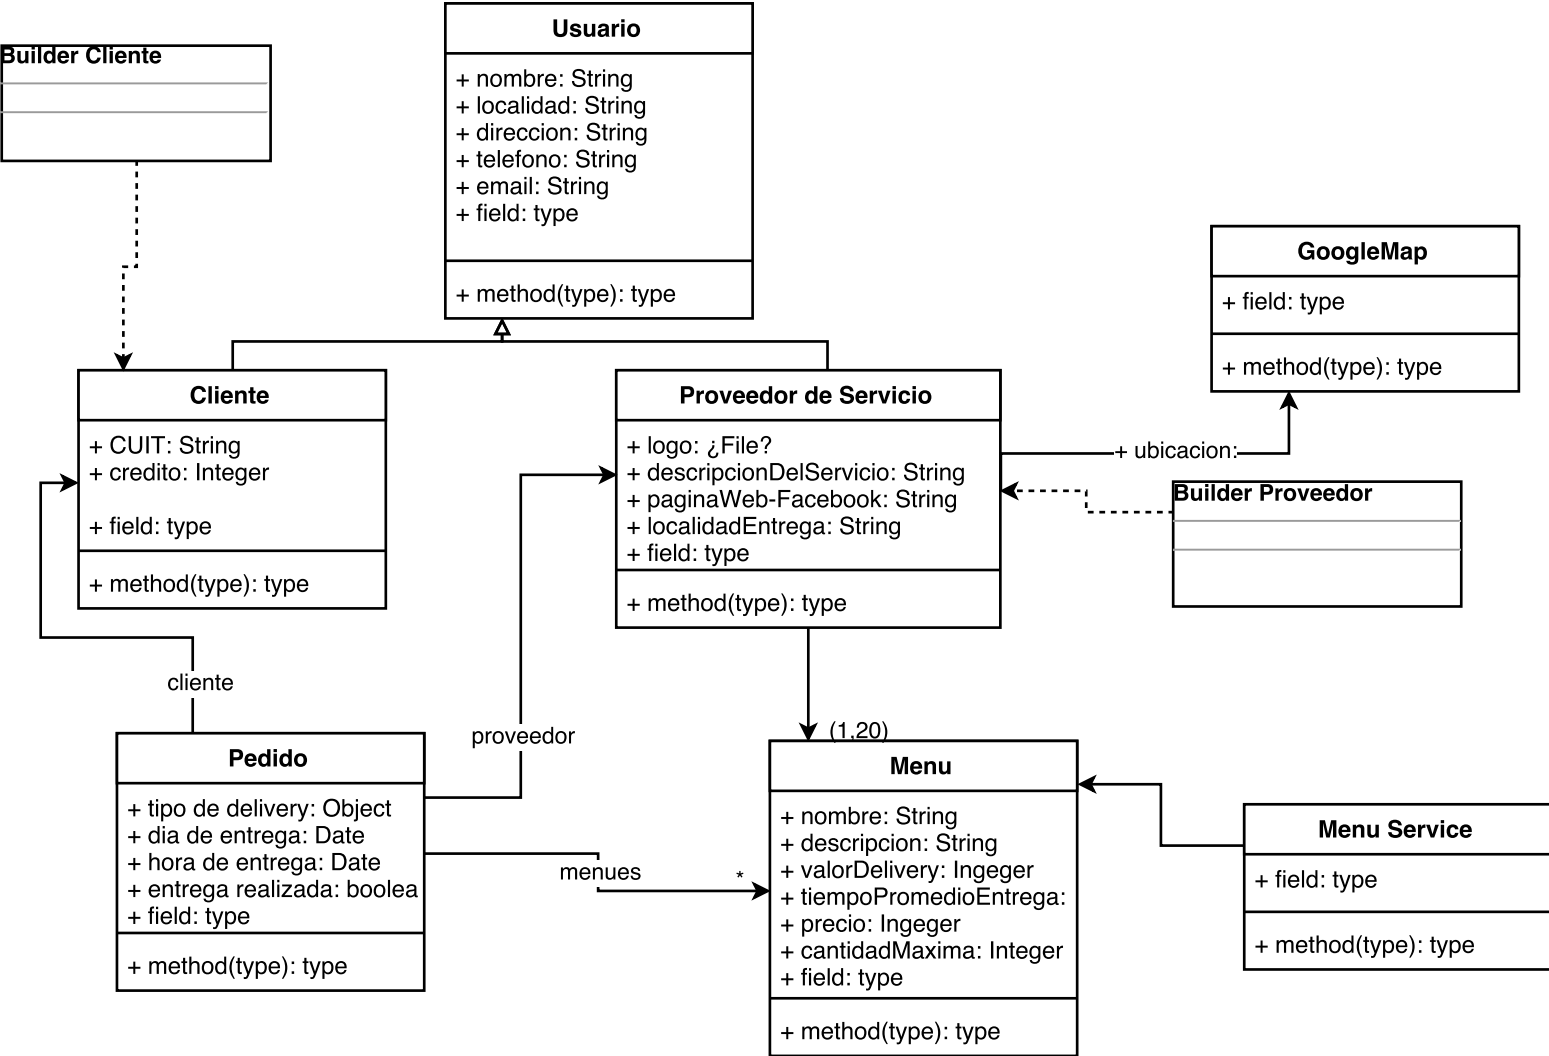 Usuario
+ nombre: String
+ localidad: String
+ direccion: String
+ telefono: String
+ email: String
+ field: type
+ method(type): type
Builder Cliente
GoogleMap
+ field: type
+ method(type): type
Cliente
+ CUIT: String
+ credito: Integer
+ field: type
+ method(type): type
Proveedor de Servicio
+ logo: ¿File?
+ descripcionDelServicio: String
+ paginaWeb-Facebook: String
+ localidadEntrega: String
+ field: type
+ method(type): type
+ ubicacion:
Builder Proveedor
cliente
proveedor
(1,20)
Pedido
+ tipo de delivery: Object
+ dia de entrega: Date
+ hora de entrega: Date
+ entrega realizada: boolea
+ field: type
+ method(type): type
menues
*
Menu
+ nombre: String
+ descripcion: String
+ valorDelivery: Ingeger
+ tiempoPromedioEntrega:
+ precio: Ingeger
+ cantidadMaxima: Integer
+ field: type
+ method(type): type
Menu Service
+ field: type
+ method(type): type